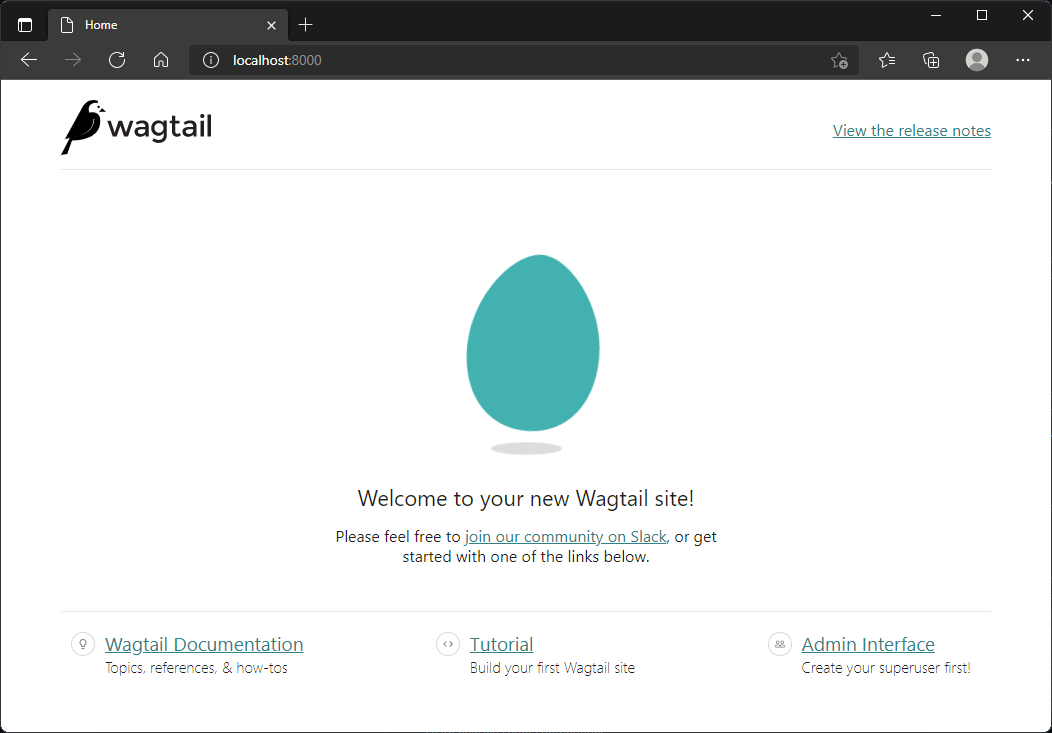 Home
localhost:8000
wagtail
View the release notes
Welcome to your new Wagtail site!
Please feel free to join our community on Slack, or get
started with one of the links below.
Wagtail Documentation
Topics, references, & how-tos
Tutorial
Build your first Wagtail site
Admin Interface
Create your superuser first!